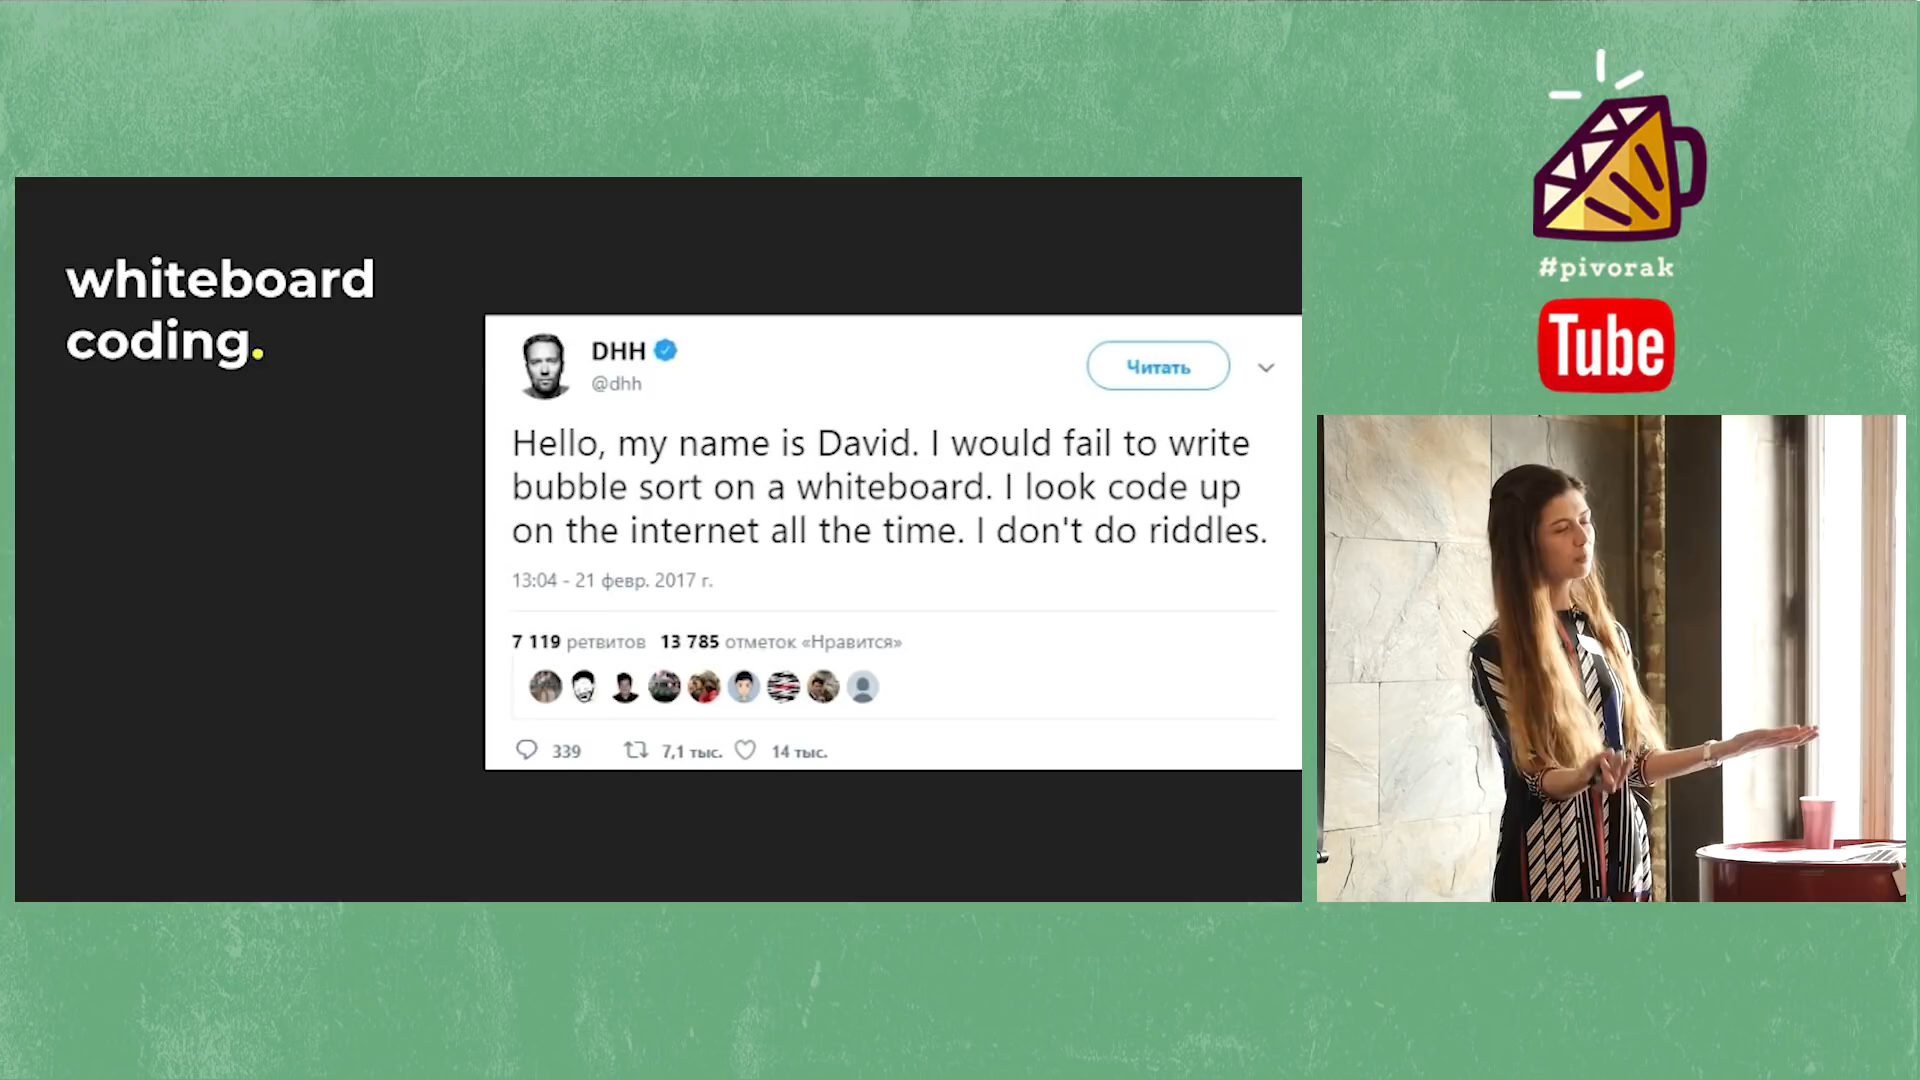 whiteboard
coding.
DHH
@dhh
Читать
Hello, my name is David. I would fail to write
bubble sort on a whiteboard. I look code up
on the internet all the time. I don't do riddles.
13:04 - 21 февр. 2017 г.
7 119 ретвитов 13 785 отметок «Нравится»
339 7,1 тыс. 14 тыс.
#pivorak
Tube